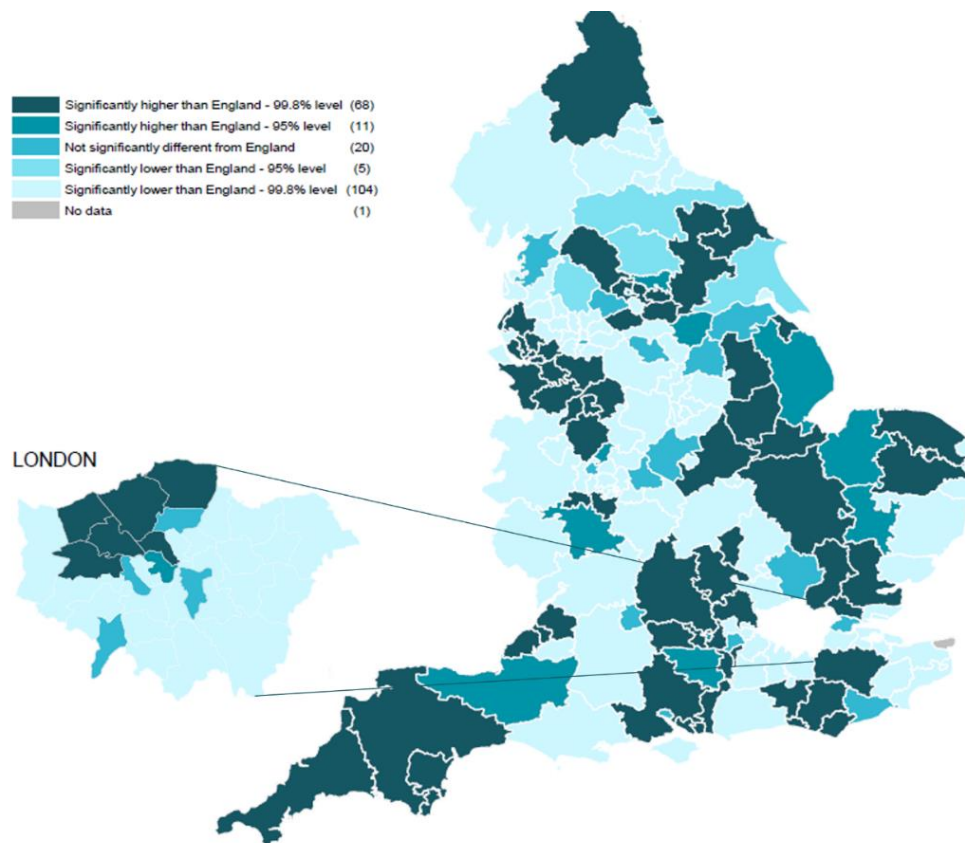 Significantly higher than England - 99.8% level (68)
Significantly higher than England - 95% level (11)
Not significantly different from England (20)
Significantly lower than England - 95% level (5)
Significantly lower than England - 99.8% level (104)
No data (1)
LONDON